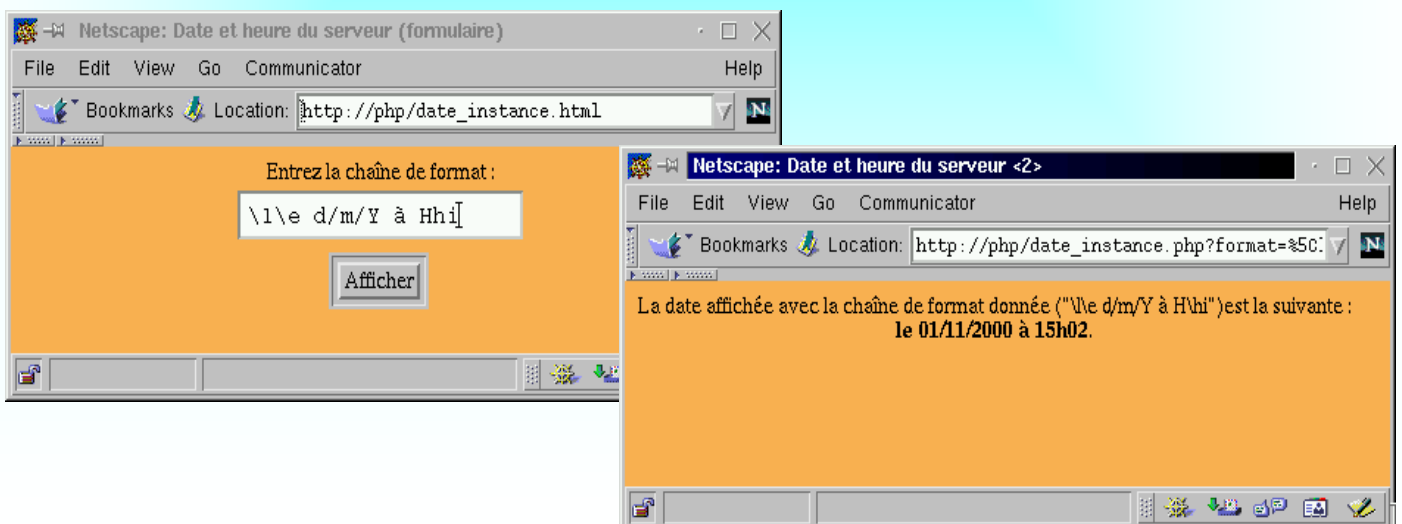 Netscape: Date et heure du serveur (formulaire)
File Edit View Go Communicator Help
Bookmarks Location: http://php/date_instance.html N
Entrez la chaîne de format :
\l\e d/m/Y à Hhi
Afficher
Netscape: Date et heure du serveur <2>
File Edit View Go Communicator Help
Bookmarks Location: http://php/date_instance.php?format=%5C N
La date affichée avec la chaîne de format donnée ("\l\e d/m/Y à H\hi")est la suivante :
le 01/11/2000 à 15h02.